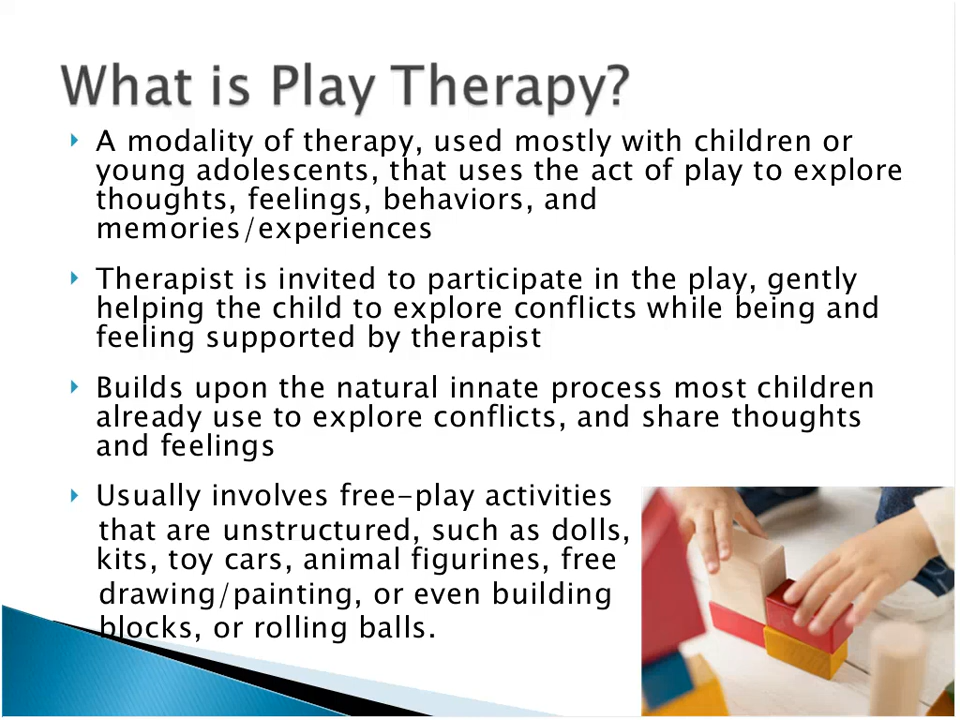 What is Play Therapy?
A modality of therapy, used mostly with children or
young adolescents, that uses the act of play to explore
thoughts, feelings, behaviors, and
memories/experiences
Therapist is invited to participate in the play, gently
helping the child to explore conflicts while being and
feeling supported by therapist
Builds upon the natural innate process most children
already use to explore conflicts, and share thoughts
and feelings
Usually involves free-play activities
that are unstructured, such as dolls,
kits, toy cars, animal figurines, free
drawing/painting, or even building
blocks, or rolling balls.